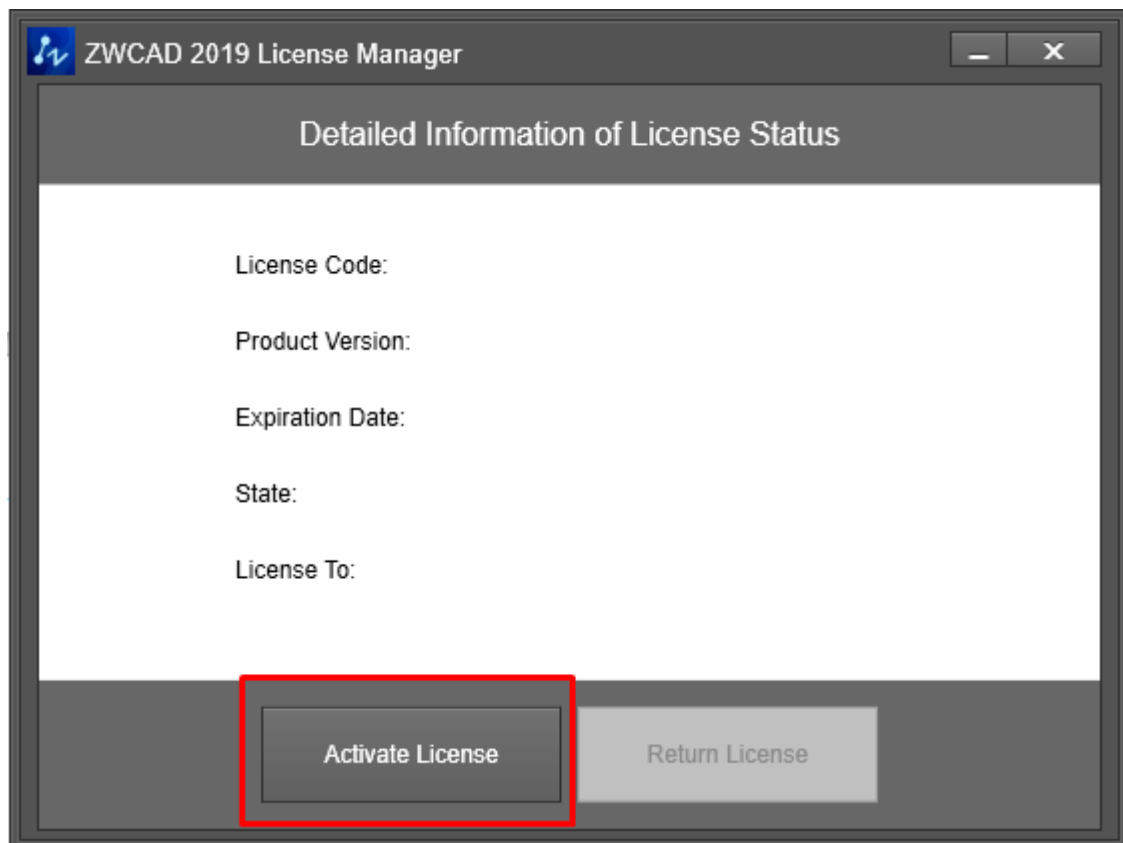 ZWCAD 2019 License Manager
Detailed Information of License Status
License Code:
Product Version:
Expiration Date:
State:
License To:
Activate License
Return License